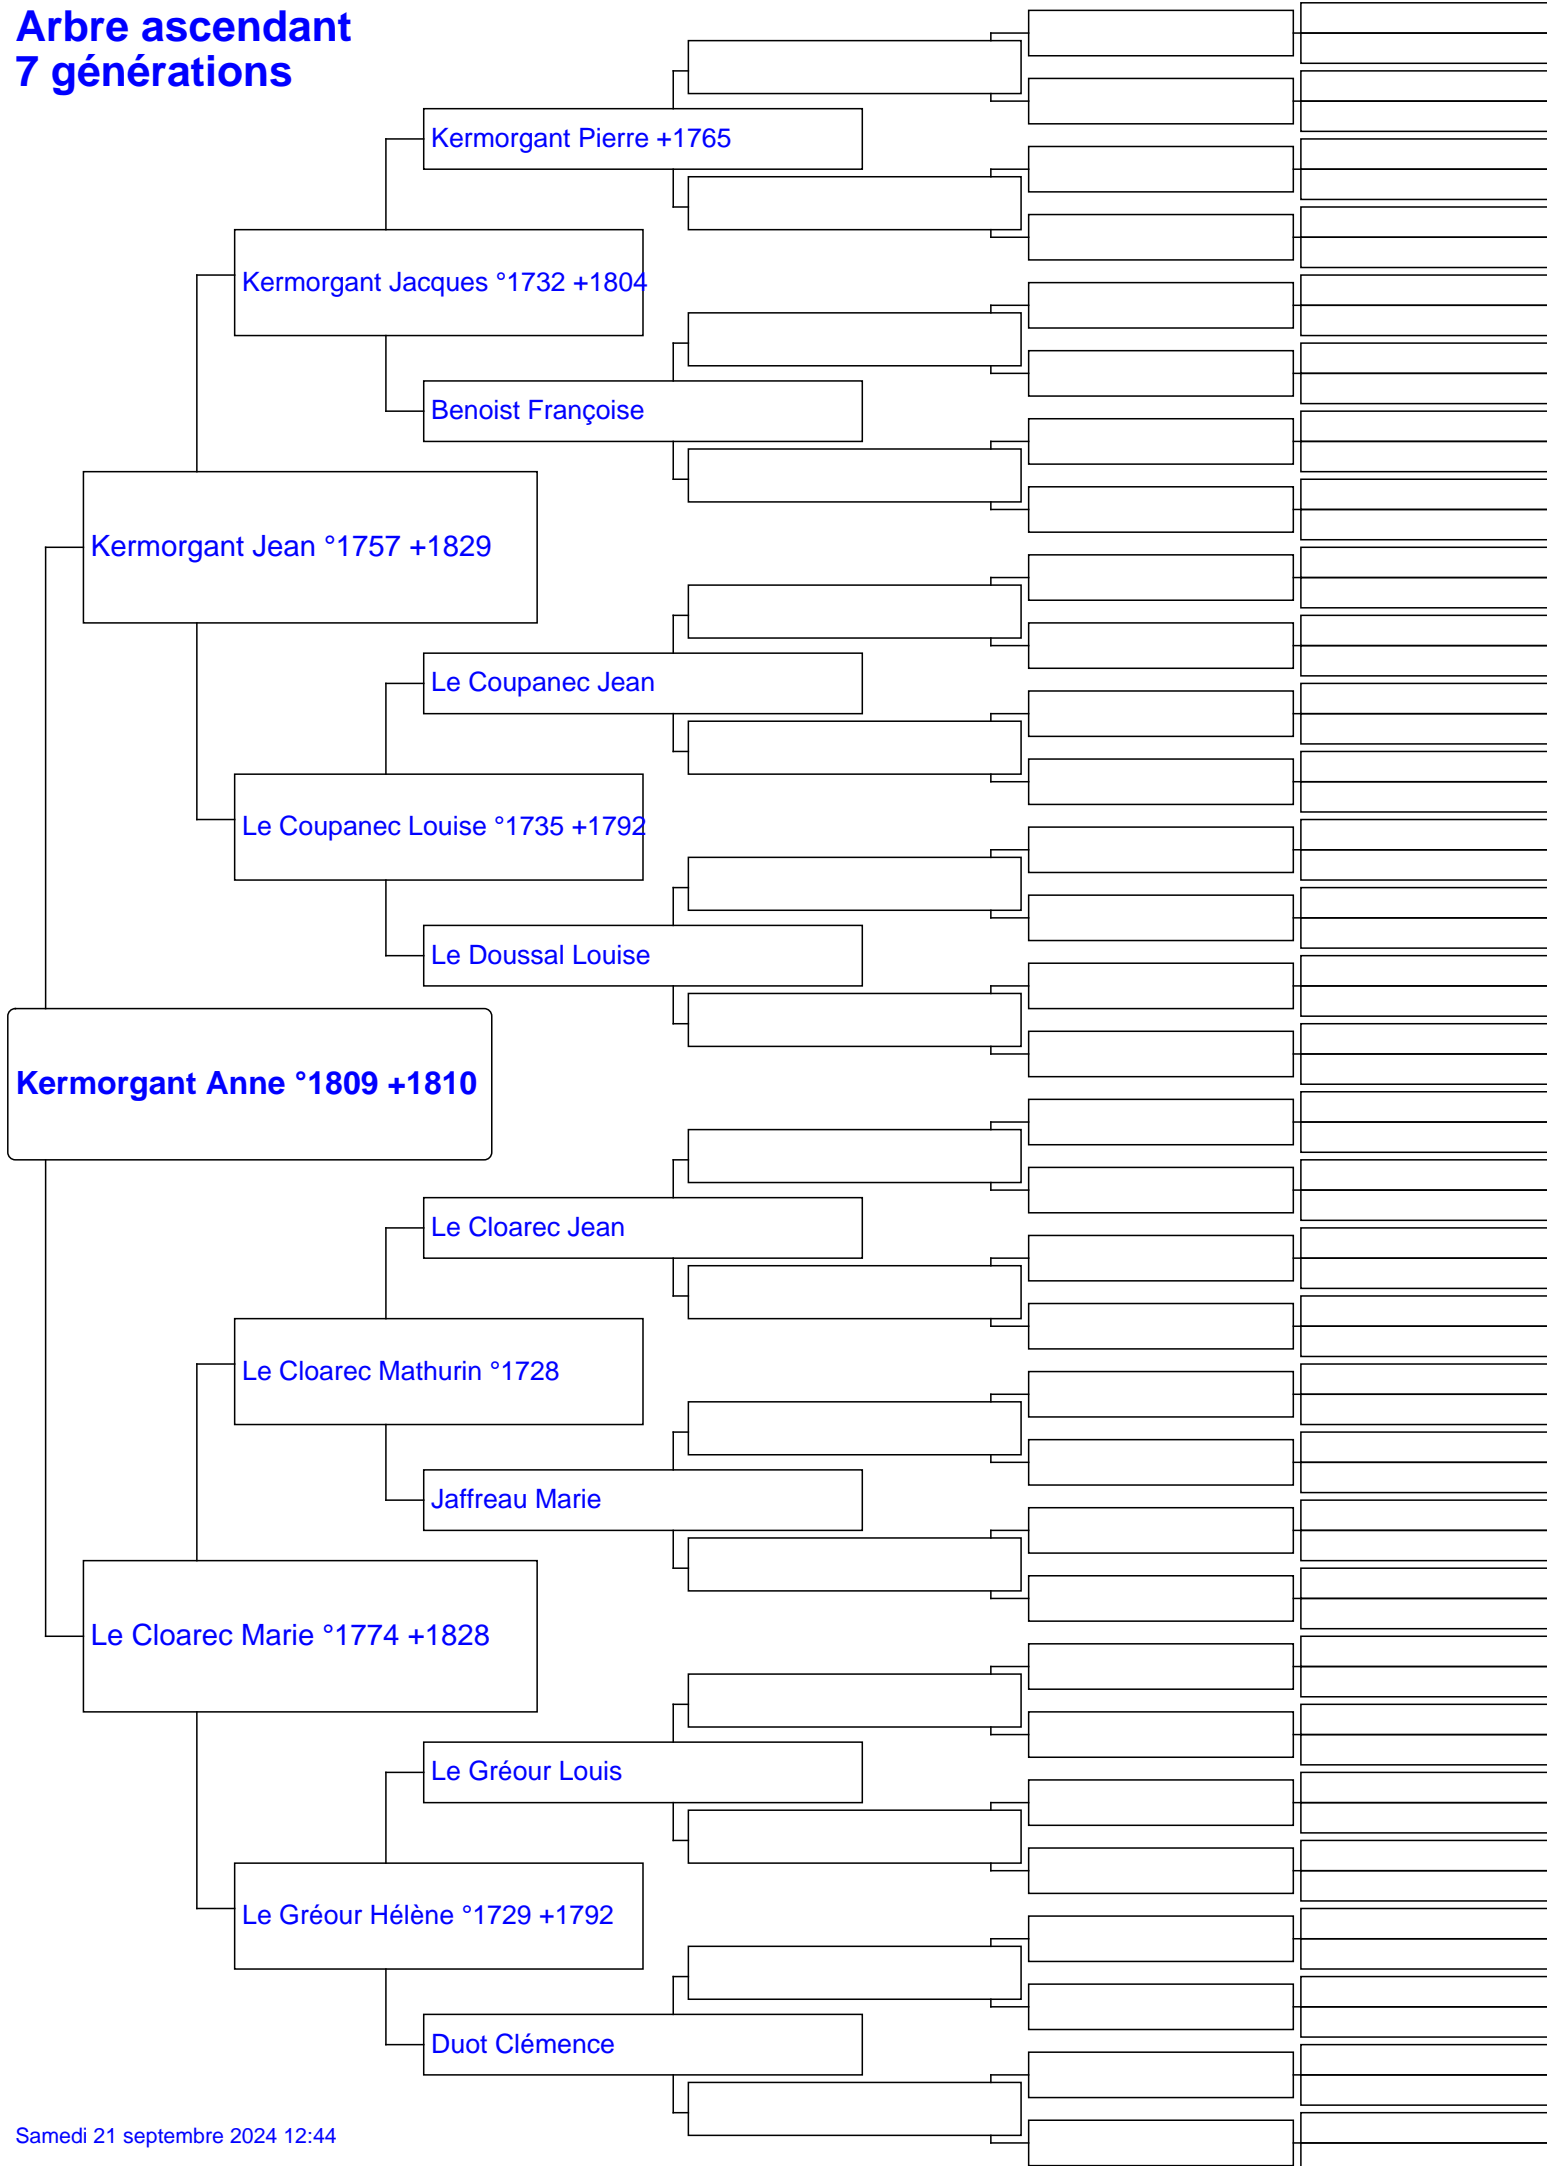 Arbre ascendant
7 générations
Kermorgant Pierre +1765
Kermorgant Jacques °1732 +1804
Benoist Françoise
Kermorgant Jean °1757 +1829
Le Coupanec Jean
Le Coupanec Louise °1735 +1792
Le Doussal Louise
Kermorgant Anne °1809 +1810
Le Cloarec Jean
Le Cloarec Mathurin °1728
Jaffreau Marie
Le Cloarec Marie °1774 +1828
Le Gréour Louis
Le Gréour Hélène °1729 +1792
Duot Clémence
Samedi 21 septembre 2024 12:44